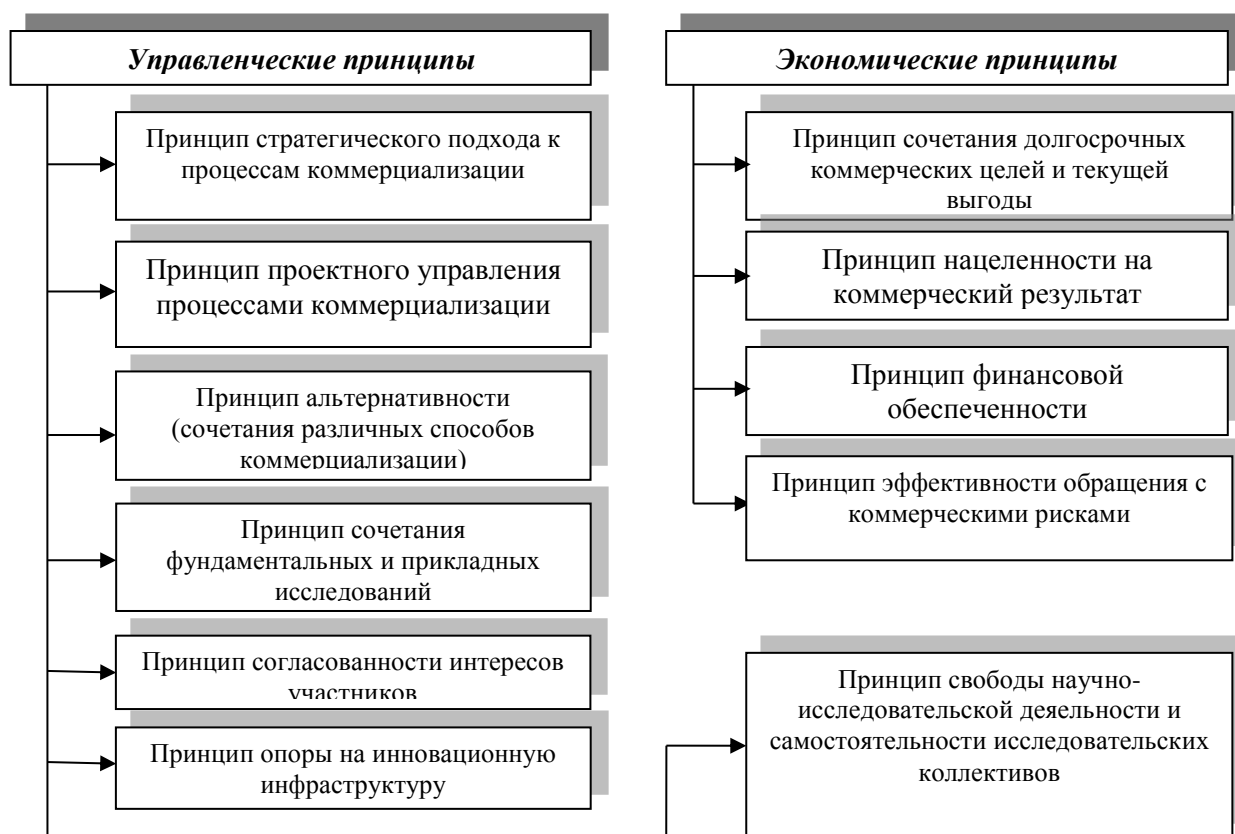 Управленческие принципы
Принцип стратегического подхода к
процессам коммерциализации
Принцип проектного управления
процессами коммерциализации
Принцип альтернативности
(сочетания различных способов
коммерциализации)
Принцип сочетания
фундаментальных и прикладных
исследований
Принцип согласованности интересов
участников
Принцип опоры на инновационную
инфраструктуру
Экономические принципы
Принцип сочетания долгосрочных
коммерческих целей и текущей
выгоды
Принцип нацеленности на
коммерческий результат
Принцип финансовой
обеспеченности
Принцип эффективности обращения с
коммерческими рисками
Принцип свободы научно-
исследовательской деяельности и
самостоятельности исследовательских
коллективов